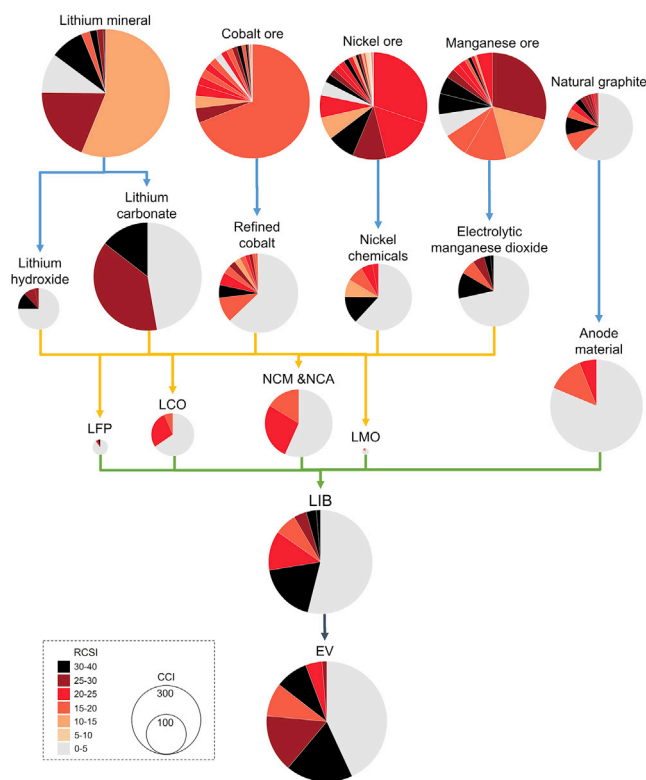 Lithium mineral
Cobalt ore
Nickel ore
Manganese ore
Natural graphite
Lithium
carbonate
Lithium
hydroxide
Refined
cobalt
Nickel
chemicals
Electrolytic
manganese dioxide
Anode
material
LFP
LCO
NCM &NCA
LMO
LIB
EV
RCSI
30-40
25-30
20-25
15-20
10-15
5-10
0-5
CCI
300
100